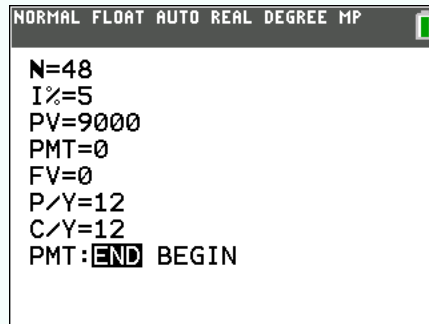 NORMAL FLOAT AUTO REAL DEGREE MP
N=48
I%=5
PV=9000
PMT=0
FV=0
P/Y=12
C/Y=12
PMT:END BEGIN